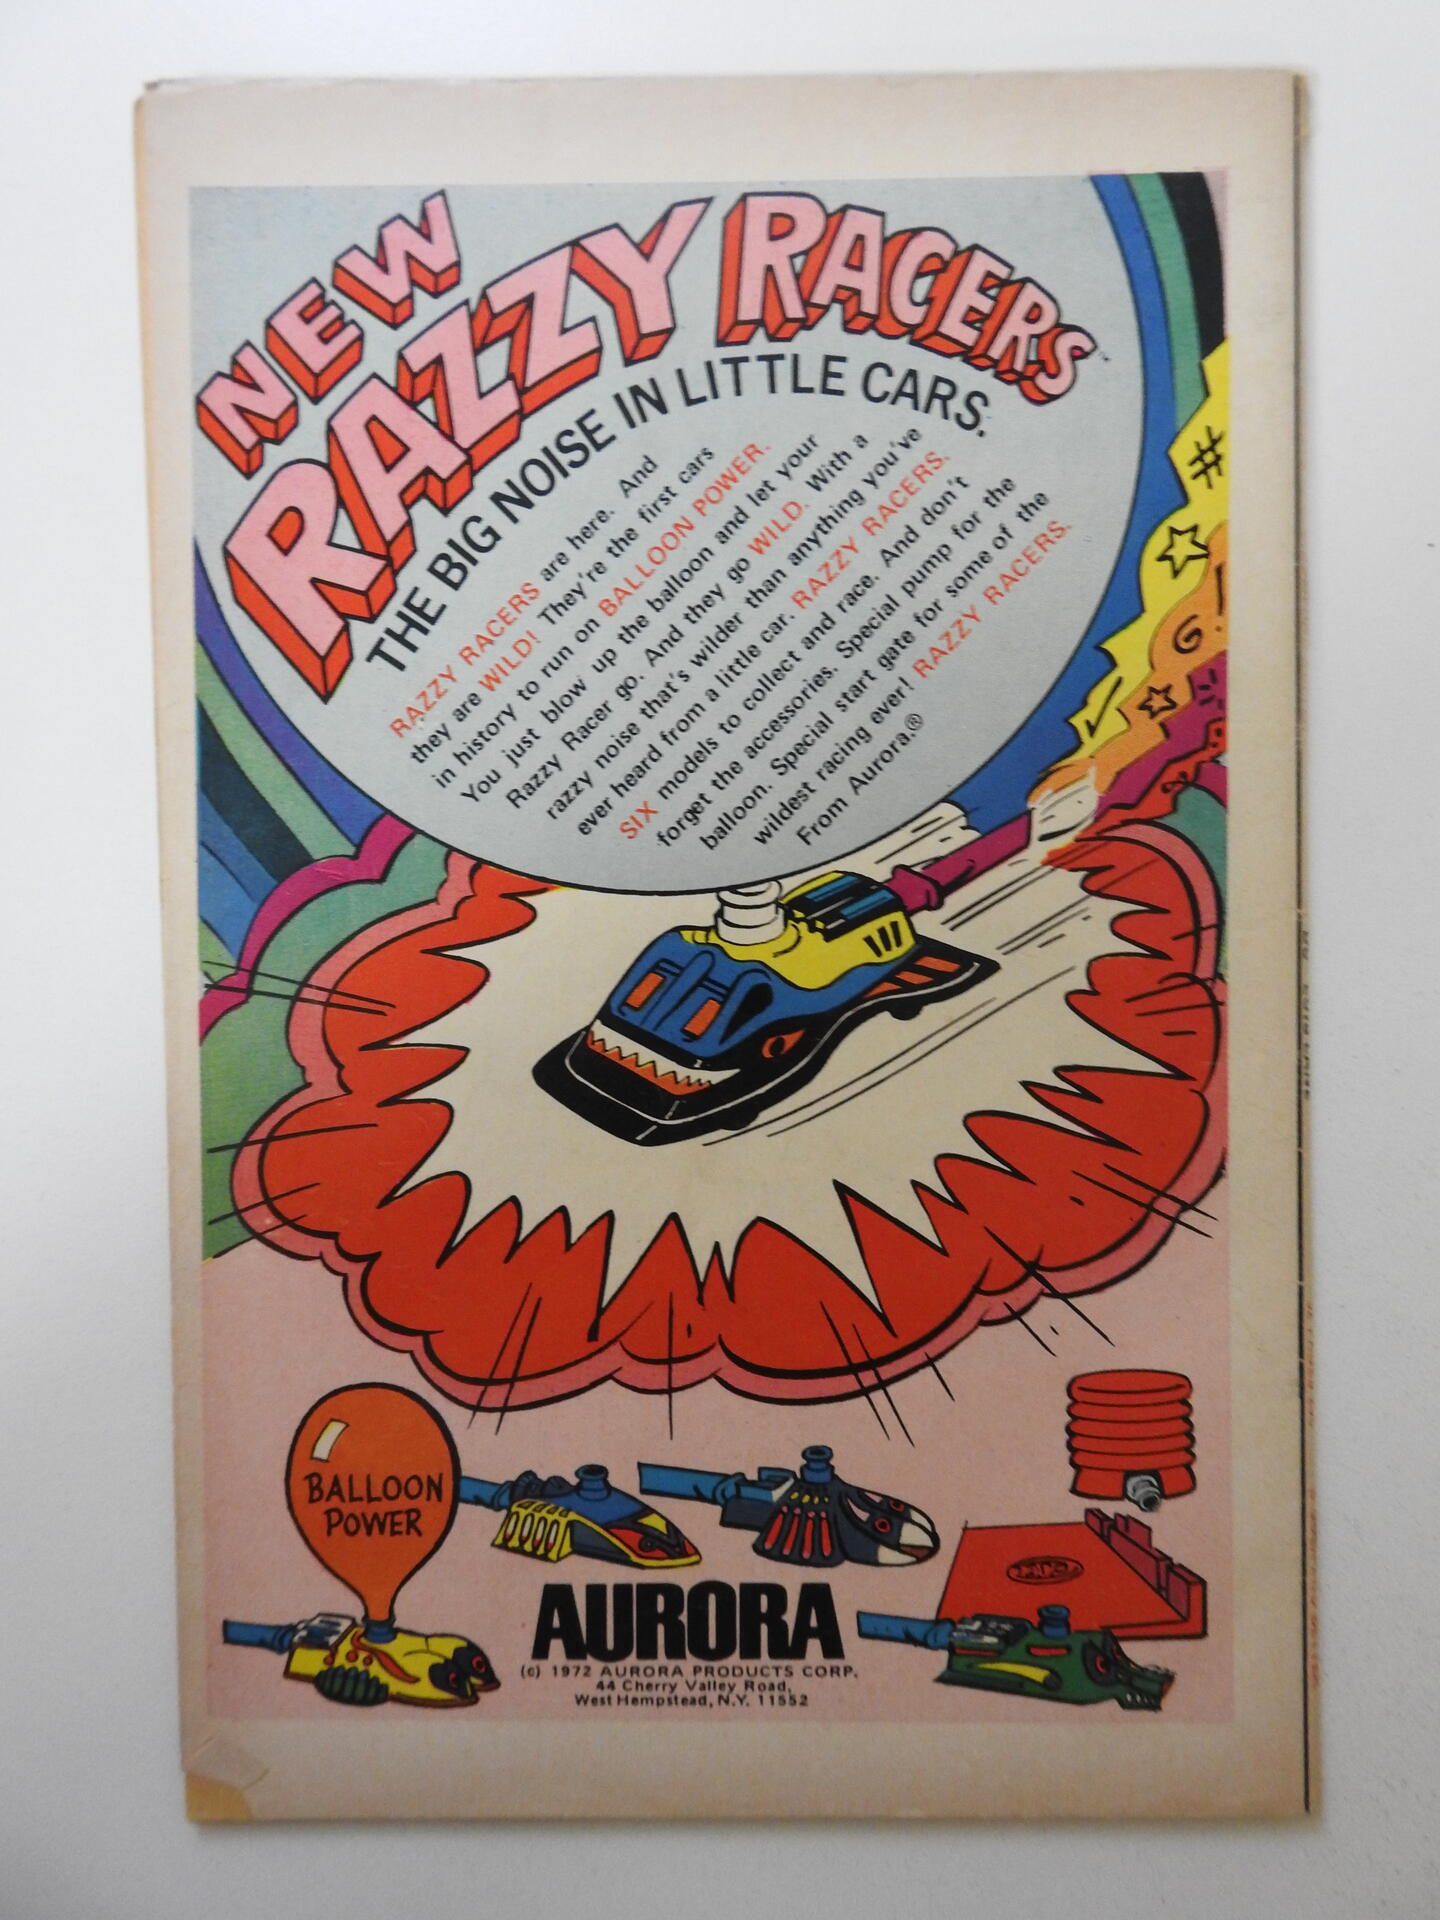 NEW
RAZZY RACERS™
THE BIG NOISE IN LITTLE CARS.
RAZZY RACERS are here. And
they are WILD! They're the first cars
in history to run on BALLOON POWER.
You just blow up the balloon and let your
Razzy Racer go. And they go WILD. With a
razzy noise that's wilder than anything you've
ever heard from a little car. RAZZY RACERS.
SIX models to collect and race. And don't
forget the accessories. Special pump for the
balloon. Special start gate for some of the
wildest racing ever! RAZZY RACERS.
From Aurora.®
BALLOON
POWER
AURORA
(c) 1972 AURORA PRODUCTS CORP.
44 Cherry Valley Road,
West Hempstead, N.Y. 11552